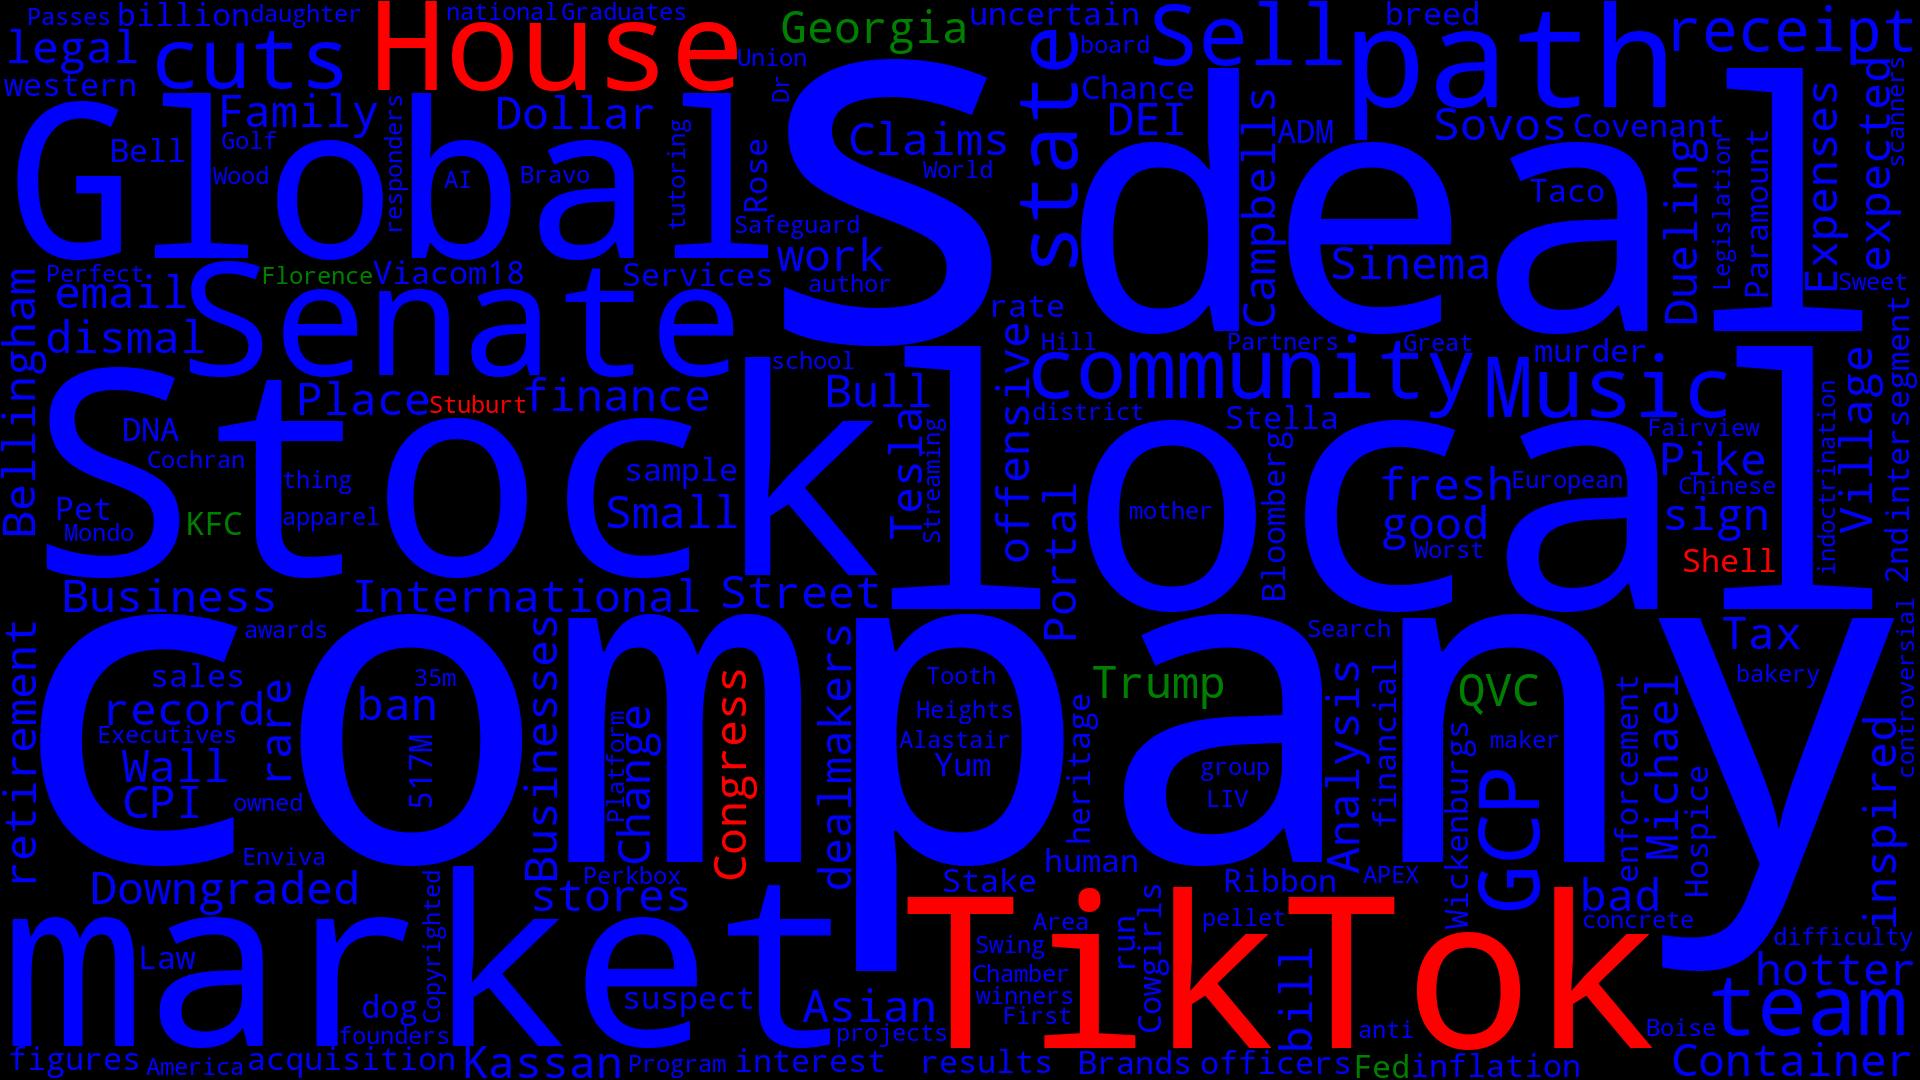 Passes billion daughter House national Graduates Georgia uncertain Sell breed path receipt
legal cuts Union board state
western Dr Chance scanners
Global Family Dollar S deal DEI Campbells ADM Sovos Covenant Expenses expected
Bell Golf responders tutoring Rose Claims Dueling Legislation Paramount
Wood AI Bravo World Taco
Safeguard
work Sinema
Perfect Florence Viacom18 Services author Sweet
Bellingham email Senate rate
dismal Hill Partners Great murder
school offensive community Music Village 2ndintersegment
Stock Place Stuburt finance Bull local district Stella indoctrination
DNA Tesla Streaming Fairview
Cochran sample Bloomberg Pike
thing fresh European Chinese
Pet KFC apparel Small Portal mother good sign
Mondo Worst
Shell
Business International Street
retirement awards Businesses dealmakers Search Tax controversial
company sales 35m Tooth Trump QVC bakery
record ban Change Congress Heights heritage Analysis financial enforcement Michael
Executives rare Platform Alastair maker
Wall 517M Yum group Wickenburgs GCP Hospice inspired
CPI owned LIV
Enviva human
Downgraded Perkbox Stake Ribbon APEX bad
market Copyrighted stores TikTok Area run Cowgirls pellet concrete
Law Swing bill difficulty
suspect Chamber hotter
dog Asian winners team
founders projects First anti Boise
figures America acquisition Kassan Program interest results Brands officers Fed inflation Container